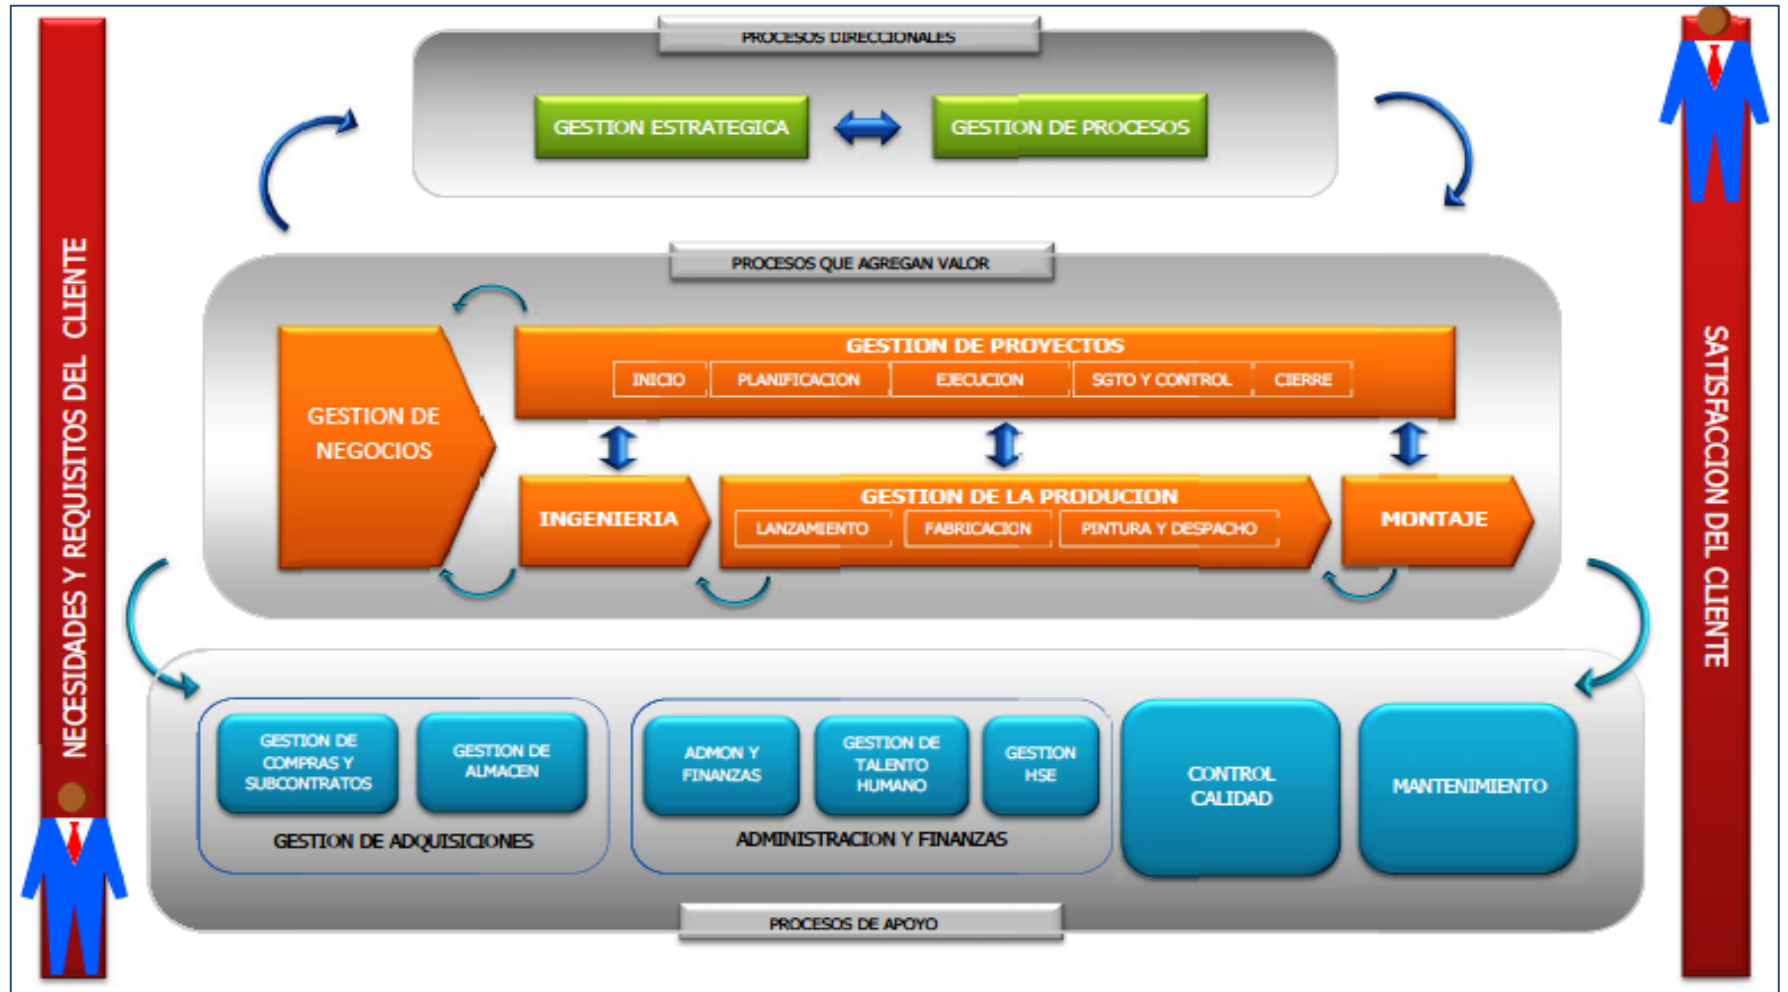 PROCESOS DIRECCIONALES
GESTION ESTRATEGICA
GESTION DE PROCESOS
NECESIDADES Y REQUISITOS DEL CLIENTE
PROCESOS QUE AGREGAN VALOR
GESTION DE
NEGOCIOS
GESTION DE PROYECTOS
INICIO
PLANIFICACION
EJECUCION
SGTO Y CONTROL
CIERRE
INGENIERIA
GESTION DE LA PRODUCION
LANZAMIENTO
FABRICACION
PINTURA Y DESPACHO
MONTAJE
SATISFACCION DEL CLIENTE
GESTION DE
COMPRAS Y
SUBCONTRATOS
GESTION DE
ALMACEN
GESTION DE ADQUISICIONES
ADMON Y
FINANZAS
GESTION DE
TALENTO
HUMANO
GESTION
HSE
ADMINISTRACION Y FINANZAS
CONTROL
CALIDAD
MANTENIMIENTO
PROCESOS DE APOYO